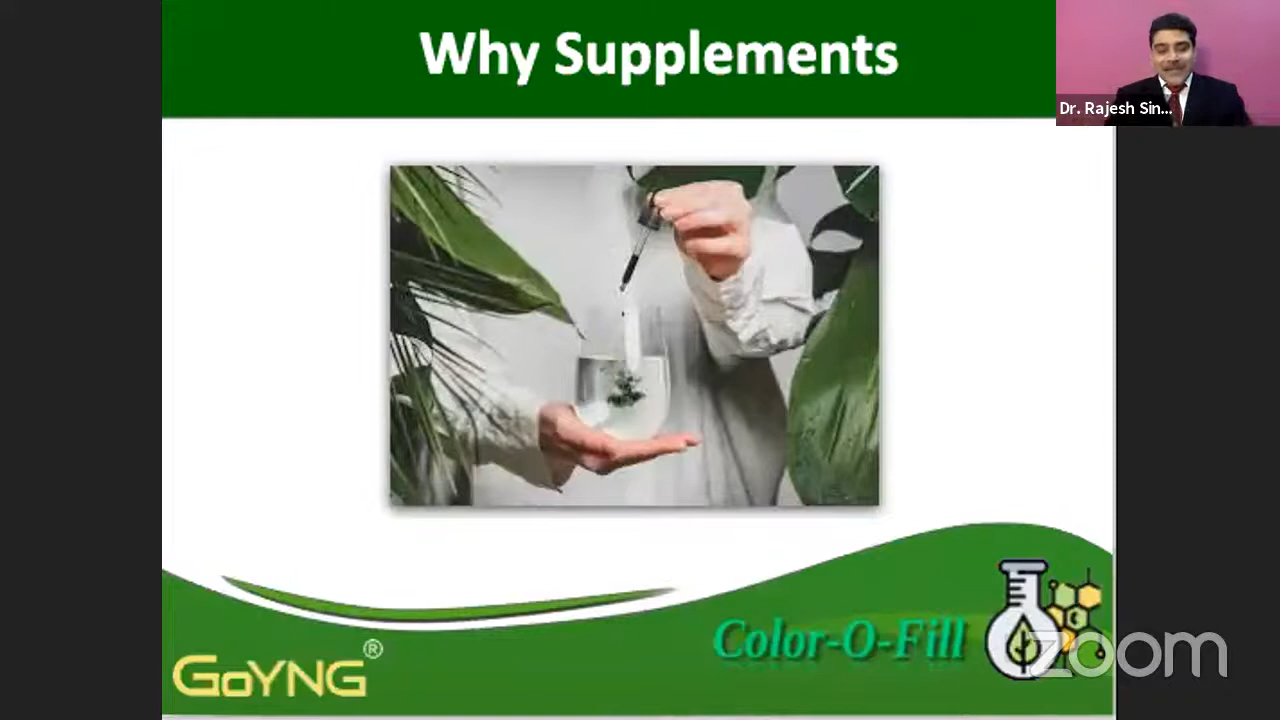 Why Supplements
Dr. Rajesh Sin...
Color-O-Fill
GOYNG®
zoom